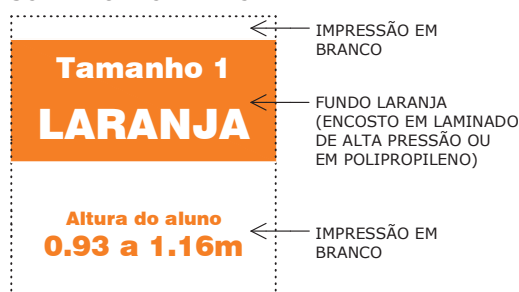 IMPRESSÃO EM
BRANCO
Tamanho 1
LARANJA
FUNDO LARANJA
(ENCOSTO EM LAMINADO
DE ALTA PRESSÃO OU
EM POLIPROPILENO)
Altura do aluno
0.93 a 1.16m
IMPRESSÃO EM
BRANCO